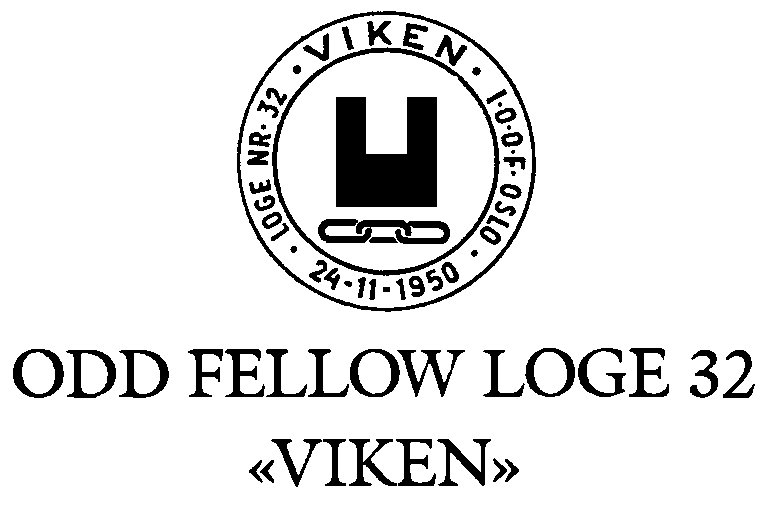 · VIKEN ·
I·O·O·F· OSLO ·
24-11-1950
· LOGE NR· 32
ODD FELLOW LOGE 32
«VIKEN»